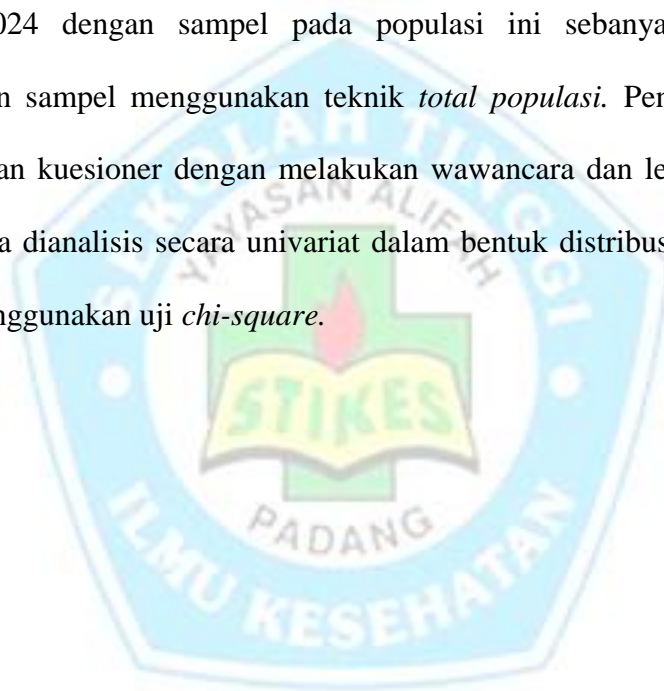 024 dengan sampel pada populasi ini sebanya
n sampel menggunakan teknik total populasi. Per
an kuesioner dengan melakukan wawancara dan le
a dianalisis secara univariat dalam bentuk distribus
nggunakan uji chi-square.
SEKOLAH TINGGI
YAYASAN ALIFAH
STIKES
PADANG
ILMU KESEHATAN